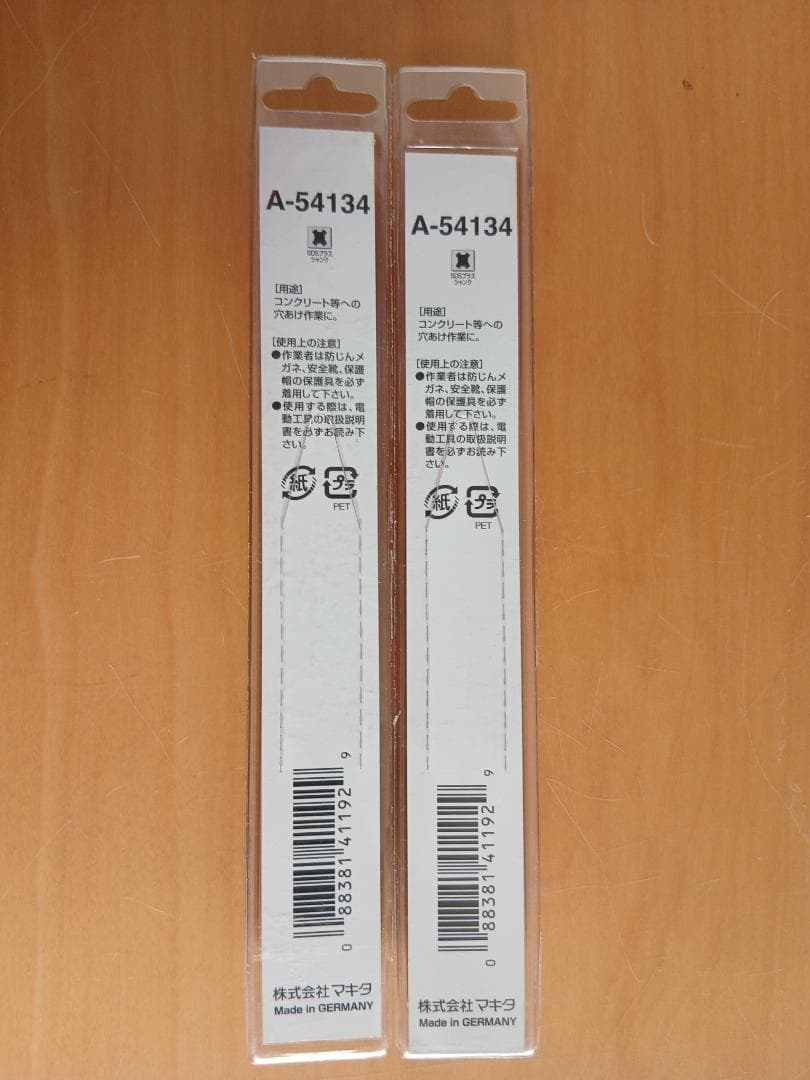 A-54134
SDSプラス
シャンク
［用途］
コンクリート等への
穴あけ作業に。
［使用上の注意］
●作業者は防じんメ
ガネ、安全靴、保護
帽の保護具を必ず
着用して下さい。
●使用する際は、電
動工具の取扱説明
書を必ずお読み下
さい。
紙
プラ
PET
0 88381 41192 9
株式会社マキタ
Made in GERMANY
A-54134
SDSプラス
シャンク
［用途］
コンクリート等への
穴あけ作業に。
［使用上の注意］
●作業者は防じんメ
ガネ、安全靴、保護
帽の保護具を必ず
着用して下さい。
●使用する際は、電
動工具の取扱説明
書を必ずお読み下
さい。
紙
プラ
PET
0 88381 41192 9
株式会社マキタ
Made in GERMANY